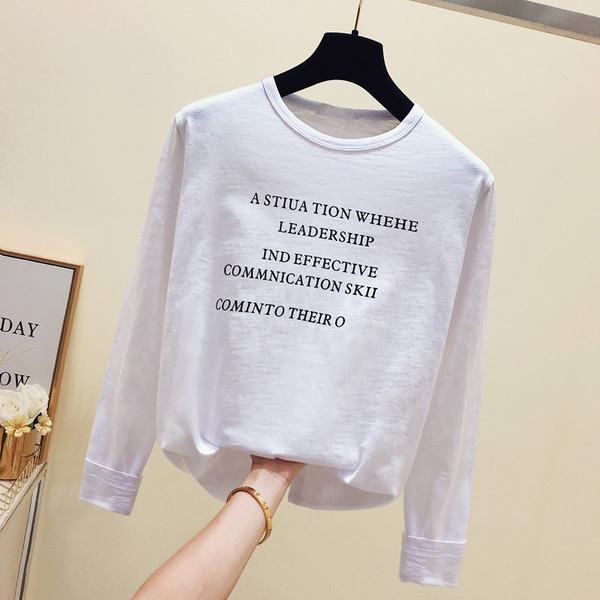 A STIUA TION WHEHE
LEADERSHIP
IND EFFECTIVE
COMMNICATION SKII
COMINTO THEIR O
DAY
OW